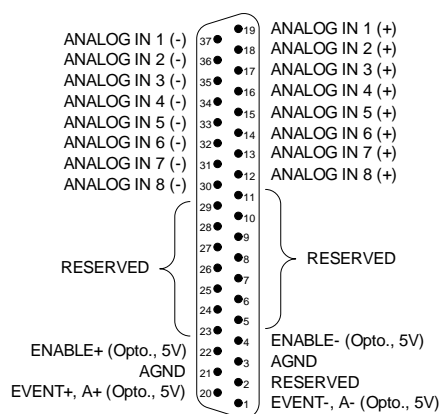 ANALOG IN 1 (-) 37 19 ANALOG IN 1 (+)
ANALOG IN 2 (-) 36 18 ANALOG IN 2 (+)
ANALOG IN 3 (-) 35 17 ANALOG IN 3 (+)
ANALOG IN 4 (-) 34 16 ANALOG IN 4 (+)
ANALOG IN 5 (-) 33 15 ANALOG IN 5 (+)
ANALOG IN 6 (-) 32 14 ANALOG IN 6 (+)
ANALOG IN 7 (-) 31 13 ANALOG IN 7 (+)
ANALOG IN 8 (-) 30 12 ANALOG IN 8 (+)
29 11
28 10
27 9
RESERVED 26 8 RESERVED
25 7
24 6
23 5
ENABLE+ (Opto., 5V) 22 4 ENABLE- (Opto., 5V)
AGND 21 3 AGND
EVENT+, A+ (Opto., 5V) 20 2 RESERVED
1 EVENT-, A- (Opto., 5V)